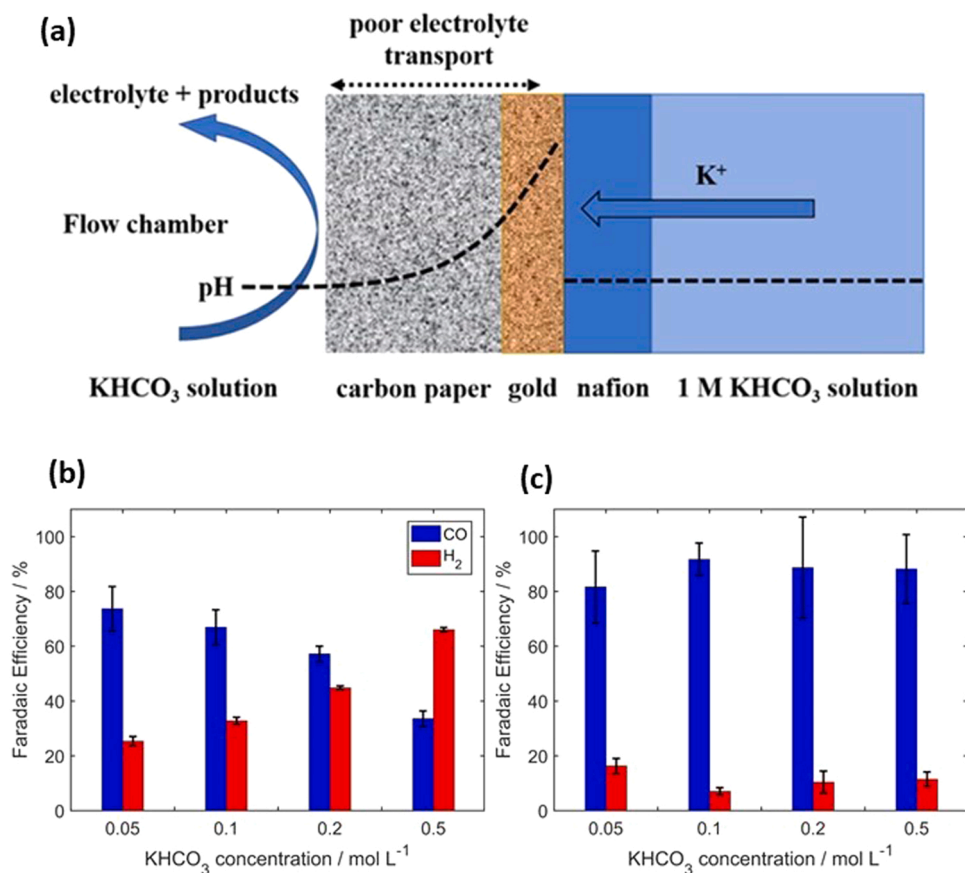 (a)
poor electrolyte
transport
electrolyte + products
K⁺
Flow chamber
pH
KHCO₃ solution
carbon paper
gold
nafion
1 M KHCO₃ solution
(b)
Faradaic Efficiency / %
100
80
60
40
20
0
CO
H₂
0.05
0.1
0.2
0.5
KHCO₃ concentration / mol L⁻¹
(c)
Faradaic Efficiency / %
100
80
60
40
20
0
0.05
0.1
0.2
0.5
KHCO₃ concentration / mol L⁻¹